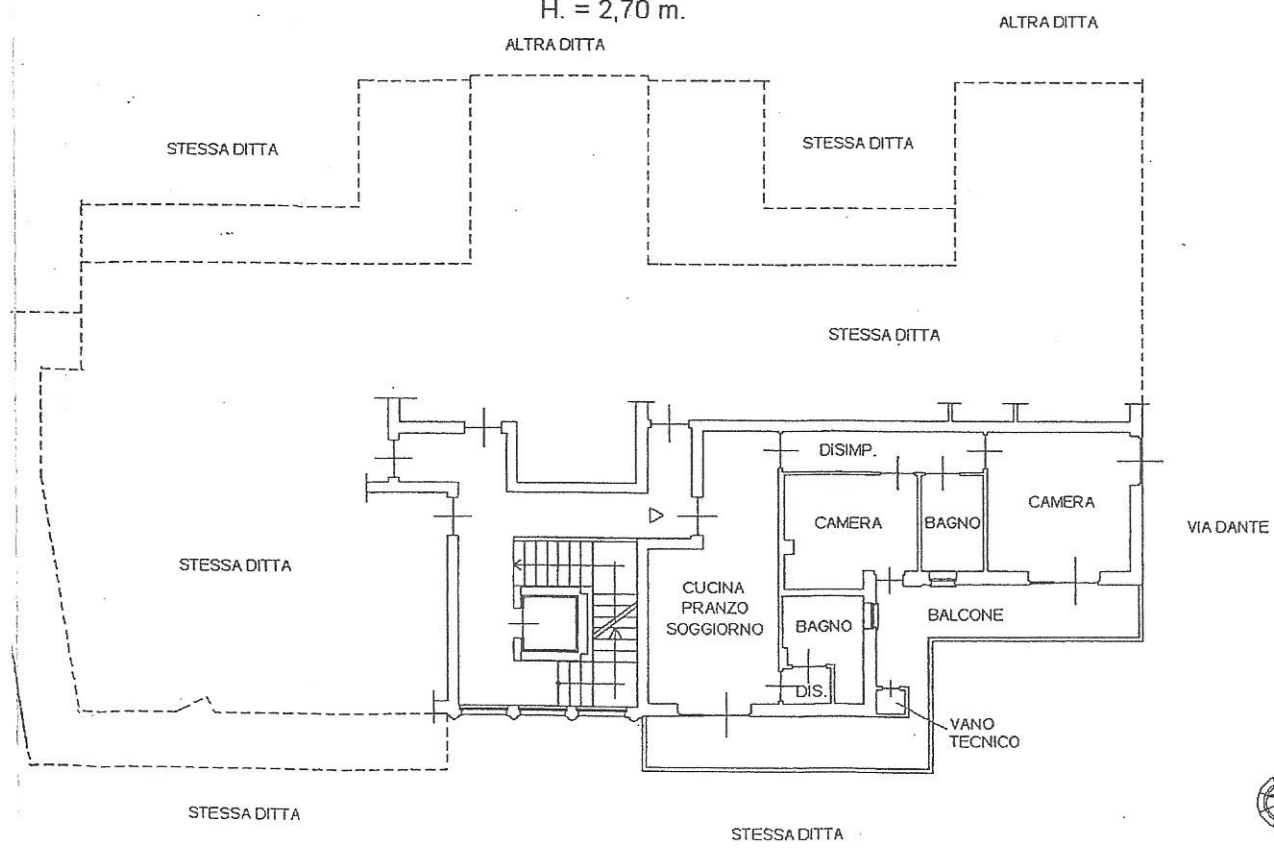 H. = 2,70 m.
ALTRA DITTA
ALTRA DITTA
STESSA DITTA
STESSA DITTA
STESSA DITTA
DISIMP.
CAMERA
BAGNO
CAMERA
VIA DANTE
STESSA DITTA
CUCINA
PRANZO
SOGGIORNO
BAGNO
BALCONE
DIS.
VANO
TECNICO
STESSA DITTA
STESSA DITTA